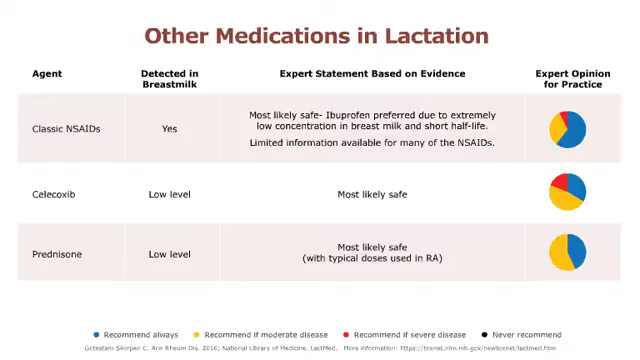 Other Medications in Lactation
Agent
Detected in
Breastmilk
Expert Statement Based on Evidence
Expert Opinion
for Practice
Classic NSAIDs
Yes
Most likely safe- Ibuprofen preferred due to extremely
low concentration in breast milk and short half-life.
Limited information available for many of the NSAIDs.
Celecoxib
Low level
Most likely safe
Prednisone
Low level
Most likely safe
(with typical doses used in RA)
Recommend always
Recommend if moderate disease
Recommend if severe disease
Never recommend
Gotestam Skorpen C. Ann Rheum Dis. 2016; National Library of Medicine. LactMed. More information: https://toxnet.nlm.nih.gov/newtoxnet/lactmed.htm